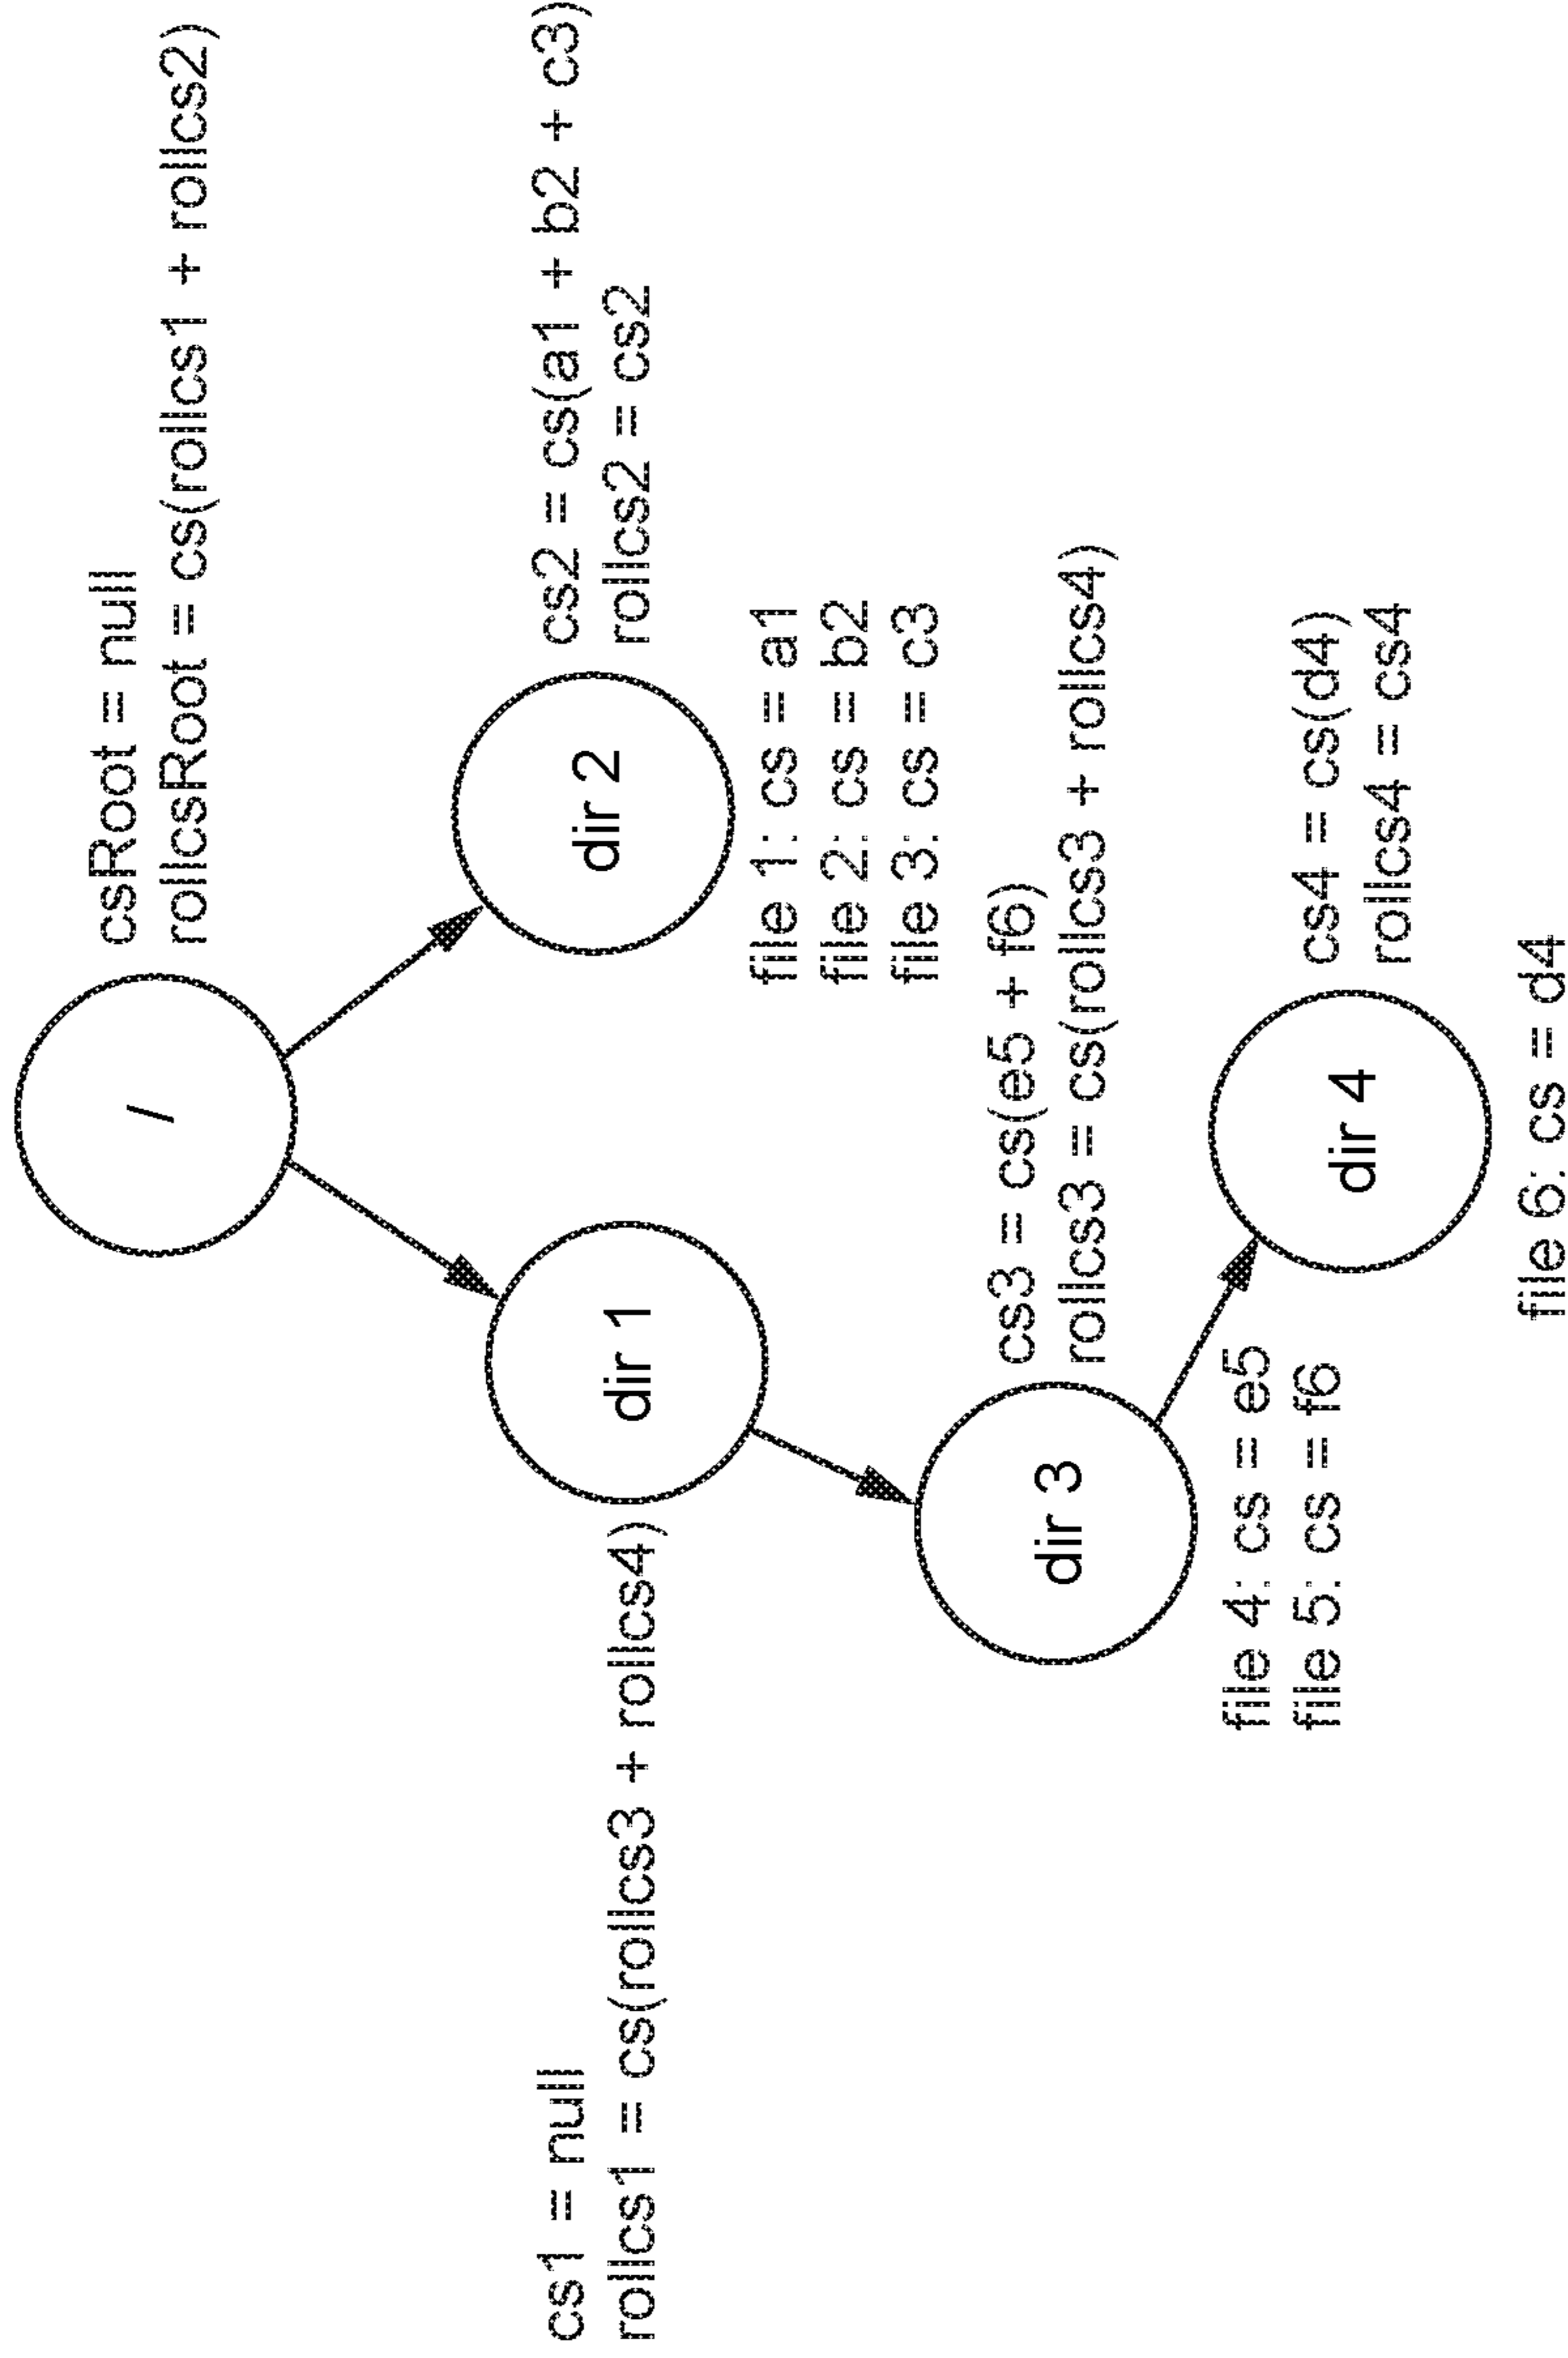 csRoot = null
rollcsRoot = cs(rollcs1 + rollcs2)
/
cs1 = null
rollcs1 = cs(rollcs3 + rollcs4)
dir 1
dir 2
cs2 = cs(a1 + b2 + c3)
rollcs2 = cs2
file 1: cs = a1
file 2: cs = b2
file 3: cs = c3
dir 3
cs3 = cs(e5 + f6)
rollcs3 = cs(rollcs3 + rollcs4)
file 4: cs = e5
file 5: cs = f6
dir 4
cs4 = cs(d4)
rollcs4 = cs4
file 6: cs = d4